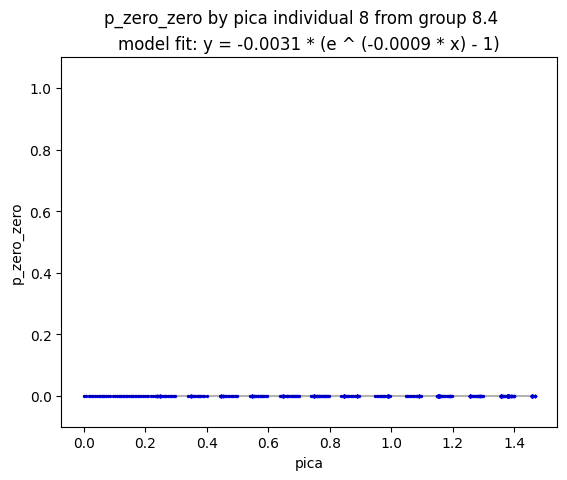 p_zero_zero by pica individual 8 from group 8.4
model fit: y = -0.0031 * (e ^ (-0.0009 * x) - 1)
1.0
0.8
0.6
0.4
0.2
0.0
p_zero_zero
0.0 0.2 0.4 0.6 0.8 1.0 1.2 1.4
pica